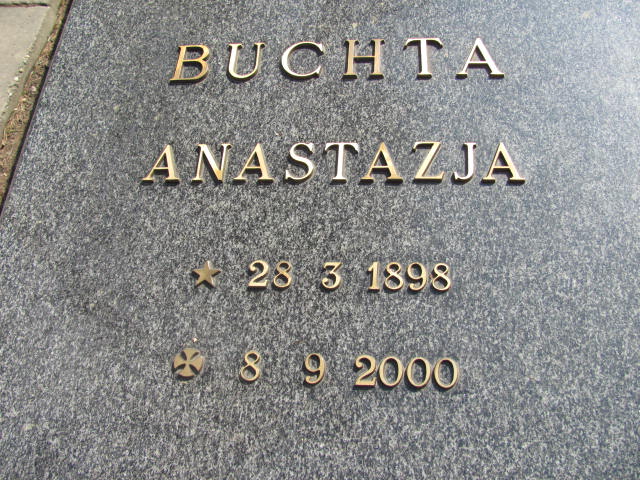 BUCHTA
ANASTAZJA
★ 28 3 1898
✠ 8 9 2000